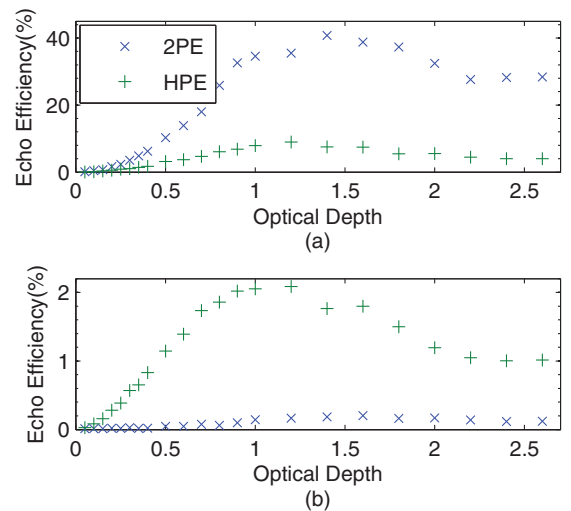 Echo Efficiency(%)
40
20
0
2PE
HPE
0
0.5
1
1.5
2
2.5
Optical Depth
(a)
Echo Efficiency(%)
2
1
0
0
0.5
1
1.5
2
2.5
Optical Depth
(b)